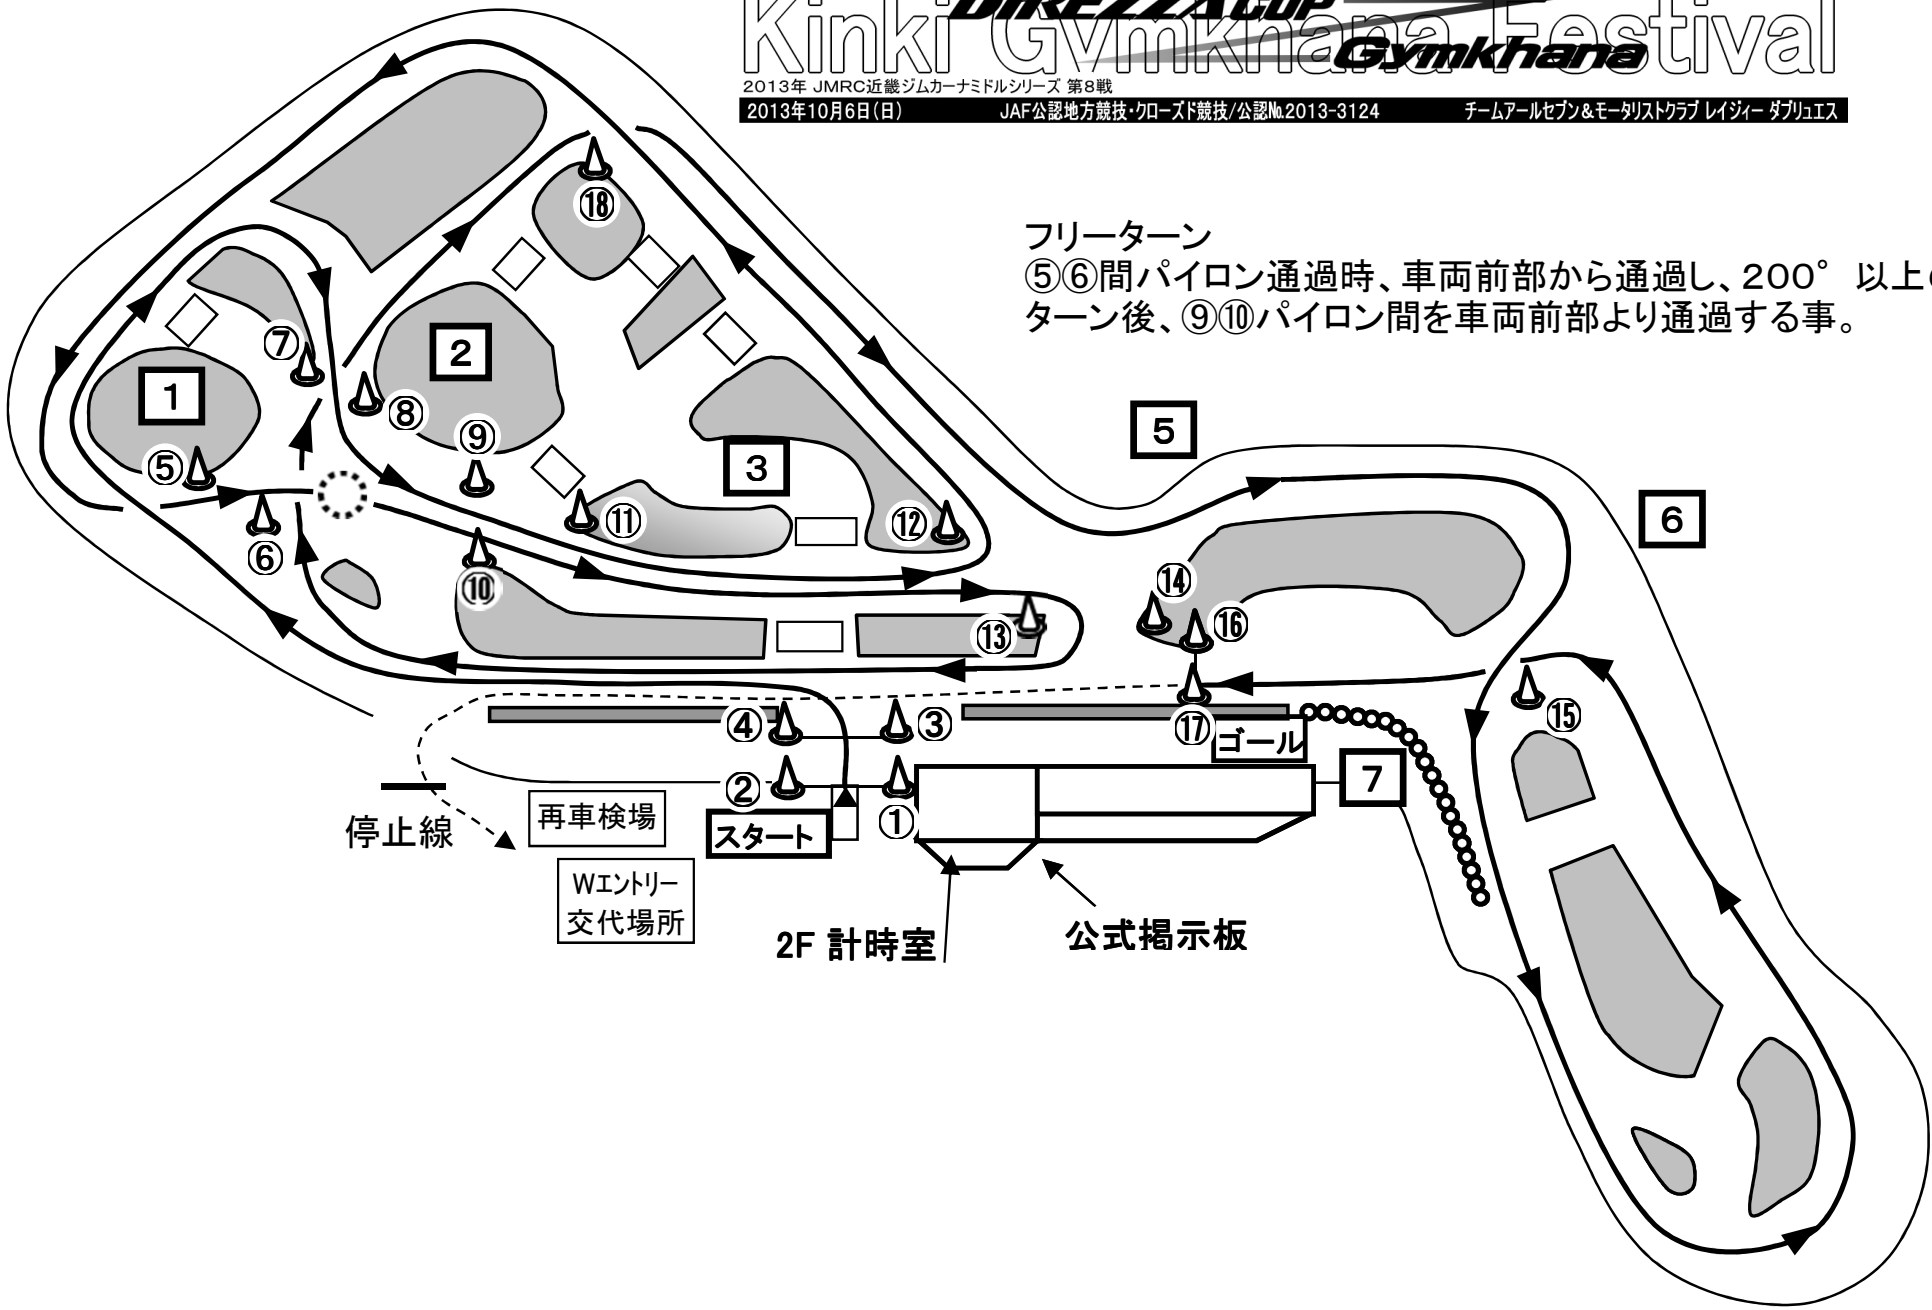 DIREZZA CUP
Kinki Gymkhana Festival
Gymkhana
2013年 JMRC近畿ジムカーナミドルシリーズ 第8戦
2013年10月6日(日) JAF公認地方競技・クローズド競技/公認№2013-3124 チームアールセブン&モータリストクラブ レイジィー ダブリュエス
フリーターン
⑤⑥間パイロン通過時、車両前部から通過し、200° 以上
ターン後、⑨⑩パイロン間を車両前部より通過する事。
⑱
⑦
1
2
⑧
⑨
⑤
3
5
⑪
⑫
⑥
⑩
6
⑭
⑬
⑯
⑮
④
③
⑰
ゴール
7
②
①
スタート
再車検場
停止線
Wエントリー
交代場所
2F 計時室
公式掲示板